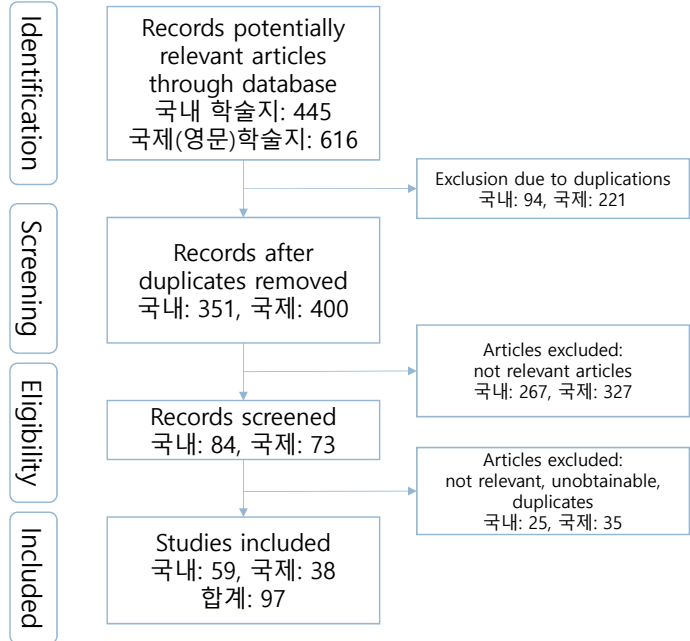 Identification
Records potentially
relevant articles
through database
국내 학술지: 445
국제(영문)학술지: 616
Exclusion due to duplications
국내: 94, 국제: 221
Screening
Records after
duplicates removed
국내: 351, 국제: 400
Articles excluded:
not relevant articles
국내: 267, 국제: 327
Eligibility
Records screened
국내: 84, 국제: 73
Articles excluded:
not relevant, unobtainable,
duplicates
국내: 25, 국제: 35
Included
Studies included
국내: 59, 국제: 38
합계: 97